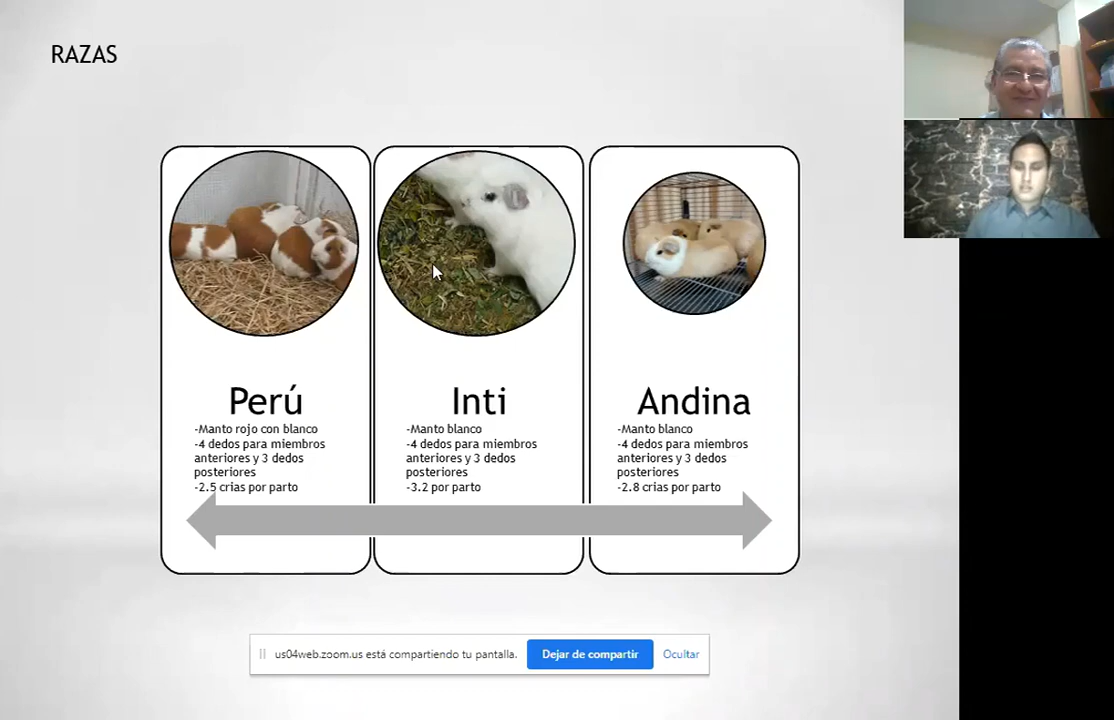 RAZAS
Perú
-Manto rojo con blanco
-4 dedos para miembros
anteriores y 3 dedos
posteriores
-2.5 crias por parto
Inti
-Manto blanco
-4 dedos para miembros
anteriores y 3 dedos
posteriores
-3.2 por parto
Andina
-Manto blanco
-4 dedos para miembros
anteriores y 3 dedos
posteriores
-2.8 crias por parto
us04web.zoom.us está compartiendo tu pantalla.
Dejar de compartir
Ocultar